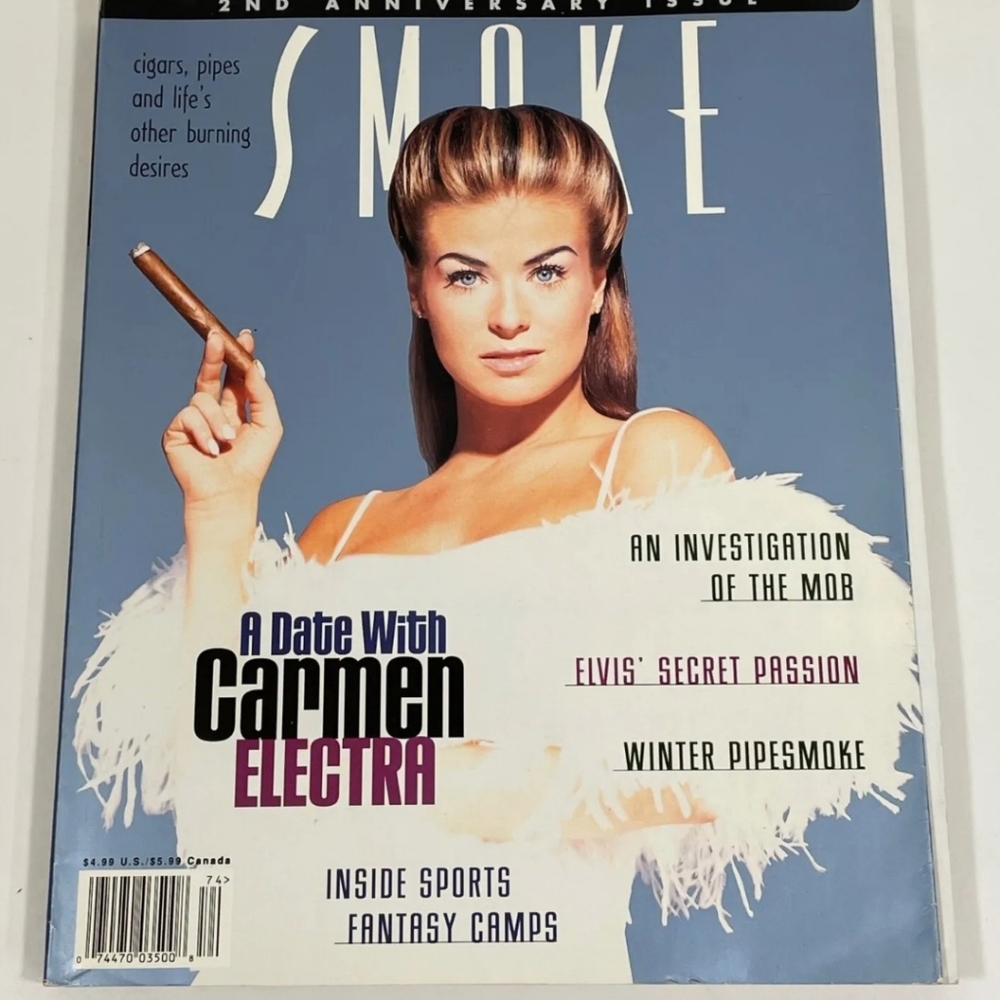 2ND ANNIVERSARY ISSUE
SMOKE
cigars, pipes
and life's
other burning
desires
AN INVESTIGATION
OF THE MOB
A Date With
Carmen
ELECTRA
ELVIS' SECRET PASSION
WINTER PIPESMOKE
$4.99 U.S./$5.99 Canada
74>
0 74470 03500 8
INSIDE SPORTS
FANTASY CAMPS